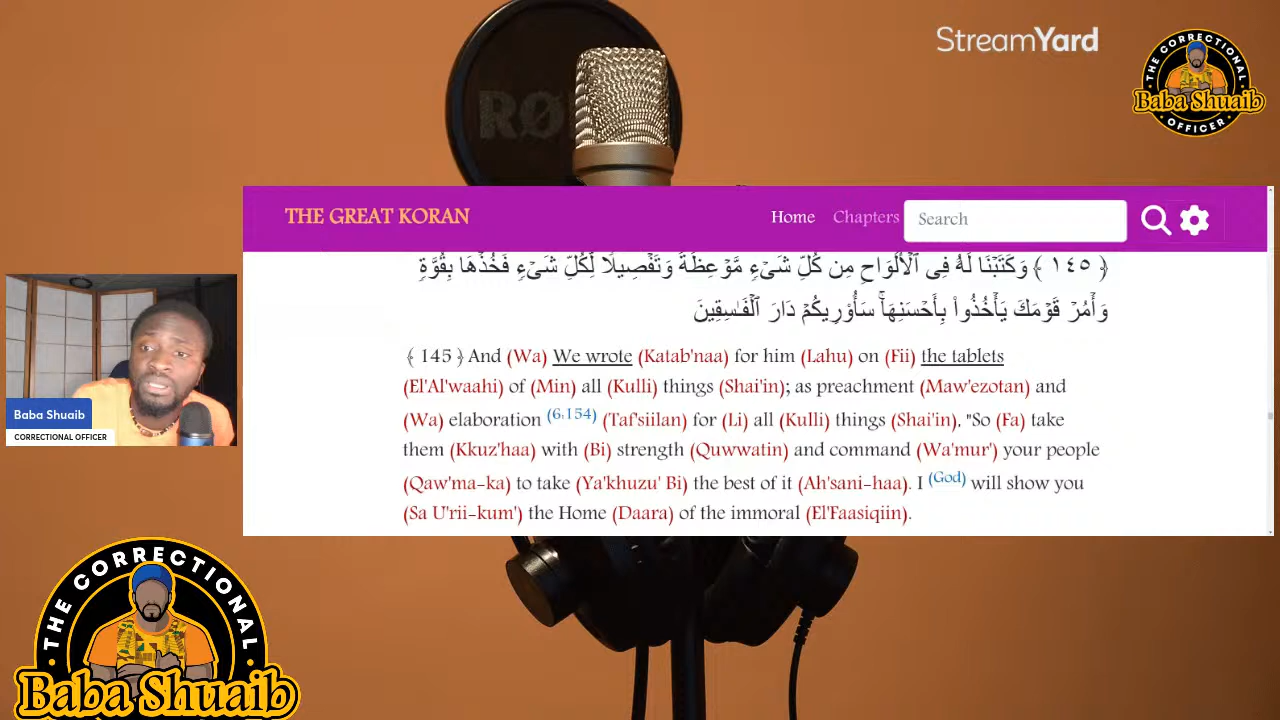 StreamYard
THE CORRECTIONAL
Baba Shuaib
OFFICER
RØ
THE GREAT KORAN
Home Chapters Search
﴿ ١٤٥ ﴾ وَكَتَبْنَا لَهُۥ فِى ٱلْأَلْوَاحِ مِن كُلِّ شَىْءٍ مَّوْعِظَةً وَتَفْصِيلًا لِّكُلِّ شَىْءٍ فَخُذْهَا بِقُوَّةٍ
وَأْمُرْ قَوْمَكَ يَأْخُذُوا۟ بِأَحْسَنِهَا ۚ سَأُو۟رِيكُمْ دَارَ ٱلْفَـٰسِقِينَ
﴾ 145 ﴿ And (Wa) We wrote (Katab'naa) for him (Lahu) on (Fii) the tablets
(El'Al'waahi) of (Min) all (Kulli) things (Shai'in); as preachment (Maw'ezotan) and
(Wa) elaboration (6:154) (Taf'siilan) for (Li) all (Kulli) things (Shai'in). "So (Fa) take
them (Kkuz'haa) with (Bi) strength (Quwwatin) and command (Wa'mur') your people
(Qaw'ma-ka) to take (Ya'khuzu' Bi) the best of it (Ah'sani-haa). I (God) will show you
(Sa U'rii-kum') the Home (Daara) of the immoral (El'Faasiqiin).
Baba Shuaib
CORRECTIONAL OFFICER
THE CORRECTIONAL
Baba Shuaib